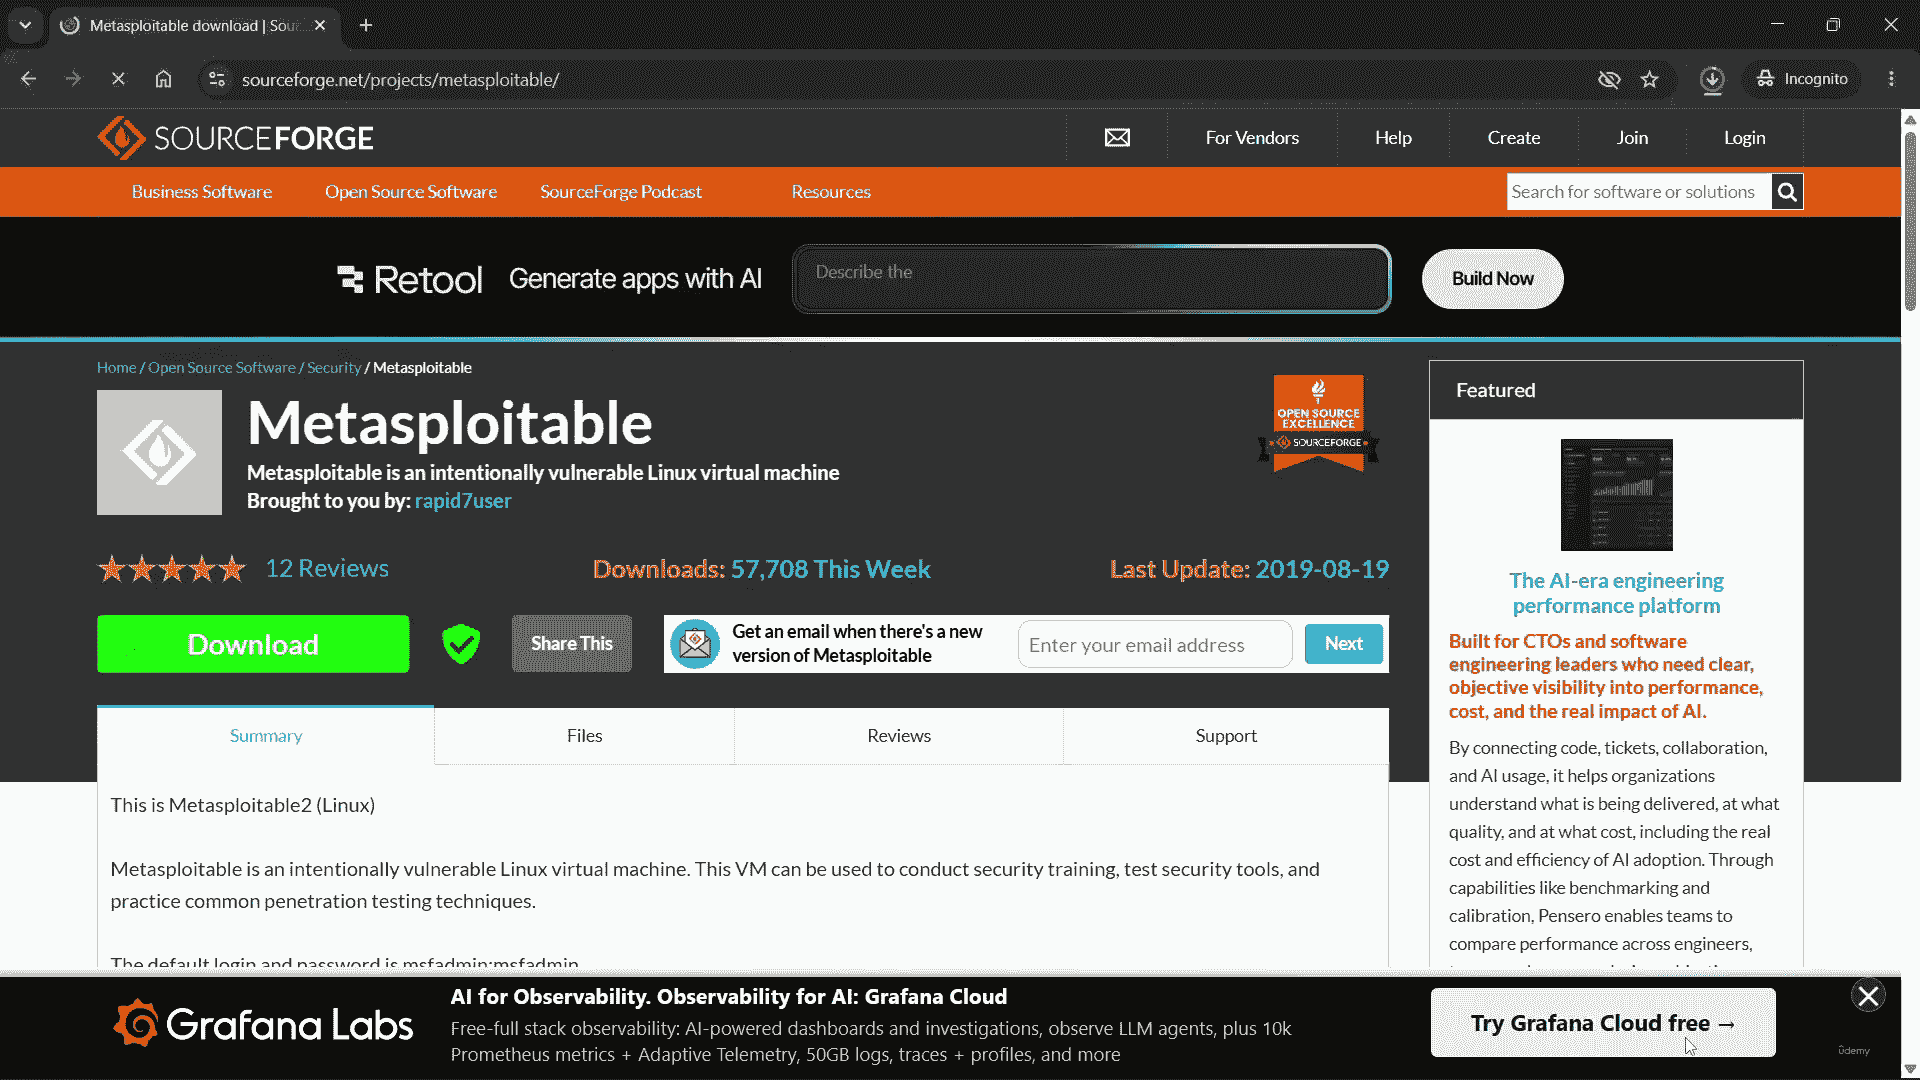 Metasploitable download | Sour
sourceforge.net/projects/metasploitable/
Incognito
SOURCEFORGE
For Vendors
Help
Create
Join
Login
Business Software
Open Source Software
SourceForge Podcast
Resources
Search for software or solutions
Retool
Generate apps with AI
Describe the
Build Now
Home / Open Source Software / Security / Metasploitable
Metasploitable
Metasploitable is an intentionally vulnerable Linux virtual machine
Brought to you by: rapid7user
OPEN SOURCE
EXCELLENCE
SOURCEFORGE
12 Reviews
Downloads: 57,708 This Week
Last Update: 2019-08-19
Download
Share This
Get an email when there's a new
version of Metasploitable
Enter your email address
Next
Summary
Files
Reviews
Support
This is Metasploitable2 (Linux)
Metasploitable is an intentionally vulnerable Linux virtual machine. This VM can be used to conduct security training, test security tools, and
practice common penetration testing techniques.
The default login and password is msfadmin:msfadmin.
Featured
The AI-era engineering
performance platform
Built for CTOs and software
engineering leaders who need clear,
objective visibility into performance,
cost, and the real impact of AI.
By connecting code, tickets, collaboration,
and AI usage, it helps organizations
understand what is being delivered, at what
quality, and at what cost, including the real
cost and efficiency of AI adoption. Through
capabilities like benchmarking and
calibration, Pensero enables teams to
compare performance across engineers,
Grafana Labs
AI for Observability. Observability for AI: Grafana Cloud
Free-full stack observability: AI-powered dashboards and investigations, observe LLM agents, plus 10k
Prometheus metrics + Adaptive Telemetry, 50GB logs, traces + profiles, and more
Try Grafana Cloud free →
ûdemy